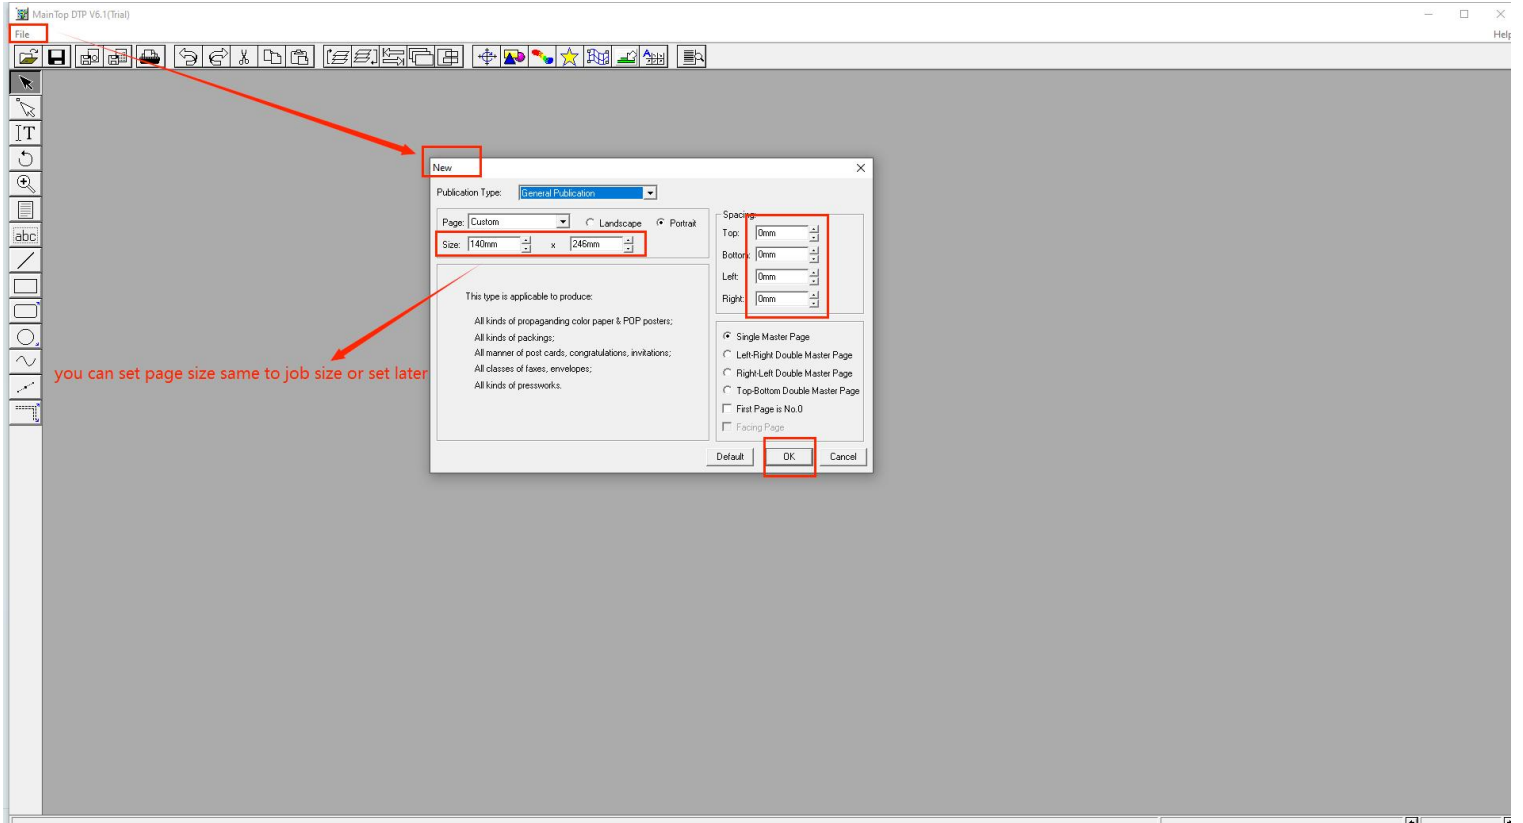 MainTop DTP V6.1(Trial)
File
Help
abc
New
Publication Type: General Publication
Page: Custom Landscape Portrait
Size: 140mm x 246mm
This type is applicable to produce:
All kinds of propaganding color paper & POP posters;
All kinds of packings;
All manner of post cards, congratulations, invitations;
All classes of faxes, envelopes;
All kinds of pressworks.
Spacing:
Top: 0mm
Bottom: 0mm
Left: 0mm
Right: 0mm
Single Master Page
Left-Right Double Master Page
Right-Left Double Master Page
Top-Bottom Double Master Page
First Page is No.0
Facing Page
Default OK Cancel
you can set page size same to job size or set later